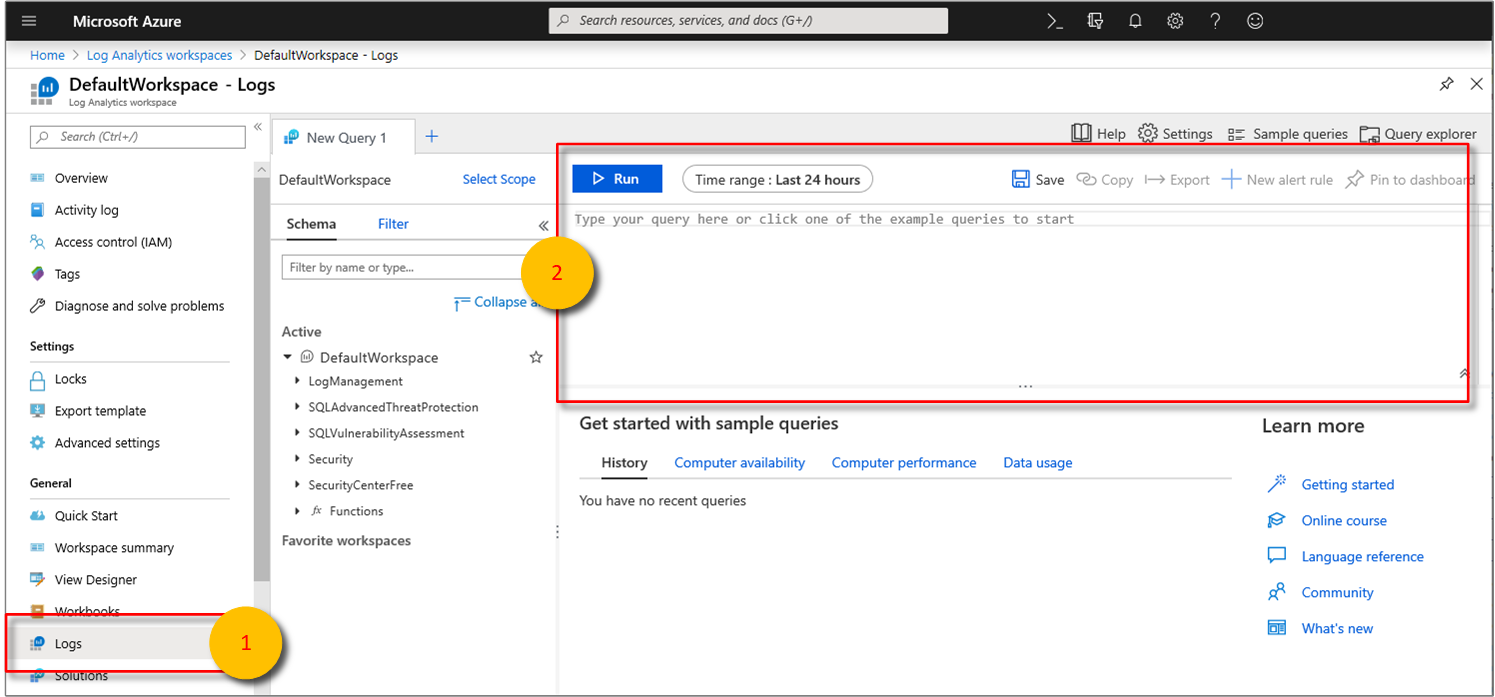 Microsoft Azure
Search resources, services, and docs (G+/)
Home > Log Analytics workspaces > DefaultWorkspace - Logs
DefaultWorkspace - Logs
Log Analytics workspace
Search (Ctrl+/)
Overview
Activity log
Access control (IAM)
Tags
Diagnose and solve problems
Settings
Locks
Export template
Advanced settings
General
Quick Start
Workspace summary
View Designer
Workbooks
Logs
1
Solutions
New Query 1
Help Settings Sample queries Query explorer
DefaultWorkspace Select Scope
Schema Filter
Filter by name or type...
Collapse
Active
DefaultWorkspace
LogManagement
SQLAdvancedThreatProtection
SQLVulnerabilityAssessment
Security
SecurityCenterFree
fx Functions
Favorite workspaces
2
Run Time range : Last 24 hours Save Copy Export New alert rule Pin to dashboard
Type your query here or click one of the example queries to start
...
Get started with sample queries
History Computer availability Computer performance Data usage
You have no recent queries
Learn more
Getting started
Online course
Language reference
Community
What's new